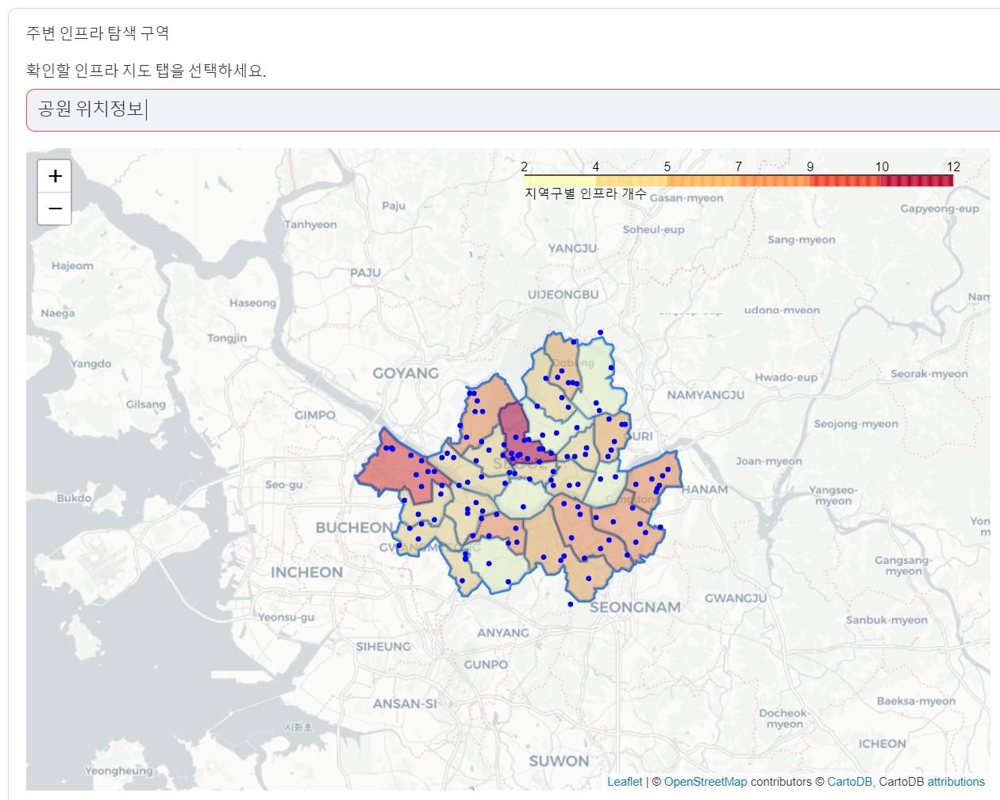 주변 인프라 탐색 구역
확인할 인프라 지도 탭을 선택하세요.
공원 위치정보
+
−
2 4 5 7 9 10 12
지역구별 인프라 개수
Gasan-myeon
Paju
Gapyeong-eup
Tanhyeon
Soheul-eup
Sang-myeon
YANGJU
Hajeom
PAJU
UIJEONGBU
Haseong
Naega
udong-myeon
Tongjin
Yangdo
GOYANG
Dobong
Seorak-myeon
Hwado-eup
NAMYANGJU
Gilsang
GIMPO
Seojong-myeon
URI
SEOUL
Joan-myeon
Seo-gu
HANAM
Bukdo
Yangseo-
myeon
Gangdong
BUCHEON
GWANGMYEONG
Gangsang-
myeon
INCHEON
GWANGJU
SEONGNAM
Yeonsu-gu
Sanbuk-myeon
ANYANG
SIHEUNG
GUNPO
ANSAN-SI
Baeksa-myeon
Docheok-
myeon
시화호
ICHEON
SUWON
Yeongheung
Leaflet | © OpenStreetMap contributors © CartoDB, CartoDB attributions